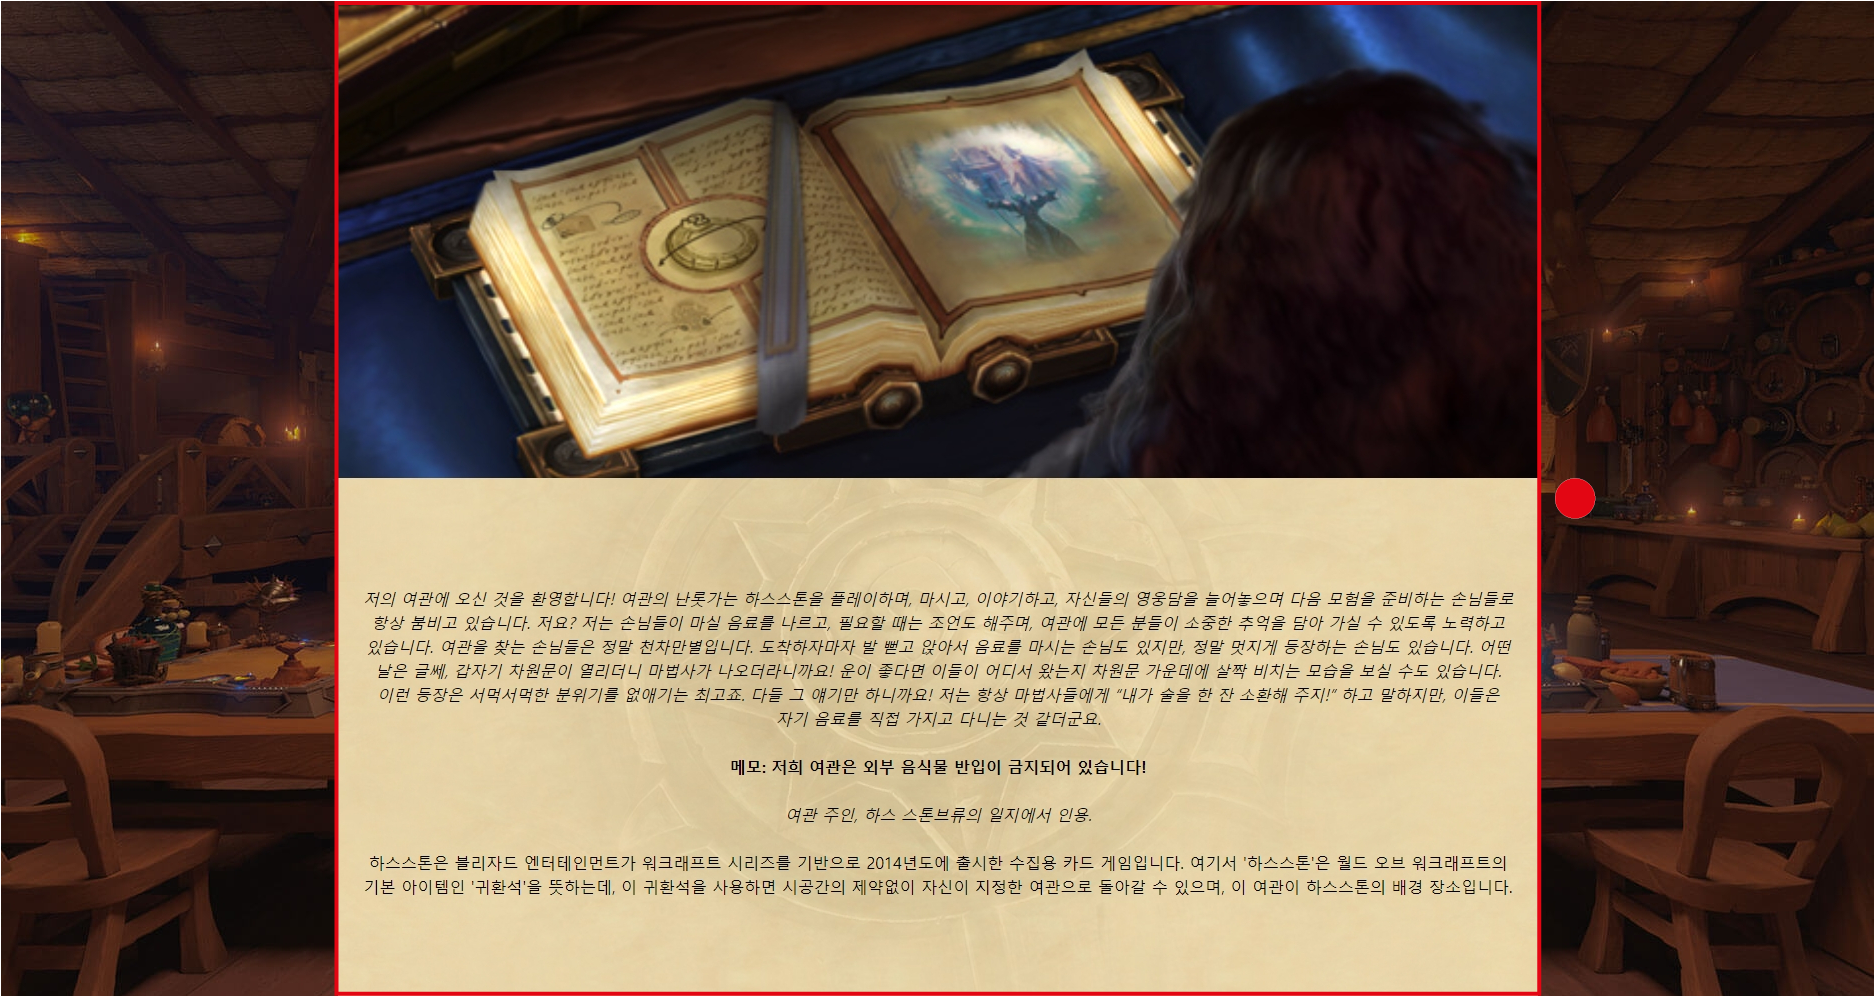 저의 여관에 오신 것을 환영합니다! 여관의 난롯가는 하스스톤을 플레이하며, 마시고, 이야기하고, 자신들의 영웅담을 늘어놓으며 다음 모험을 준비하는 손님들로
항상 붐비고 있습니다. 저요? 저는 손님들이 마실 음료를 나르고, 필요할 때는 조언도 해주며, 여관에 모든 분들이 소중한 추억을 담아 가실 수 있도록 노력하고
있습니다. 여관을 찾는 손님들은 정말 천차만별입니다. 도착하자마자 발 뻗고 앉아서 음료를 마시는 손님도 있지만, 정말 멋지게 등장하는 손님도 있습니다. 어떤
날은 글쎄, 갑자기 차원문이 열리더니 마법사가 나오더라니까요! 운이 좋다면 이들이 어디서 왔는지 차원문 가운데에 살짝 비치는 모습을 보실 수도 있습니다.
이런 등장은 서먹서먹한 분위기를 없애기는 최고죠. 다들 그 얘기만 하니까요! 저는 항상 마법사들에게 "내가 술을 한 잔 소환해 주지!" 하고 말하지만, 이들은
자기 음료를 직접 가지고 다니는 것 같더군요.
메모: 저희 여관은 외부 음식물 반입이 금지되어 있습니다!
여관 주인, 하스 스톤브류의 일지에서 인용.
하스스톤은 블리자드 엔터테인먼트가 워크래프트 시리즈를 기반으로 2014년도에 출시한 수집용 카드 게임입니다. 여기서 '하스스톤'은 월드 오브 워크래프트의
기본 아이템인 '귀환석'을 뜻하는데, 이 귀환석을 사용하면 시공간의 제약없이 자신이 지정한 여관으로 돌아갈 수 있으며, 이 여관이 하스스톤의 배경 장소입니다.